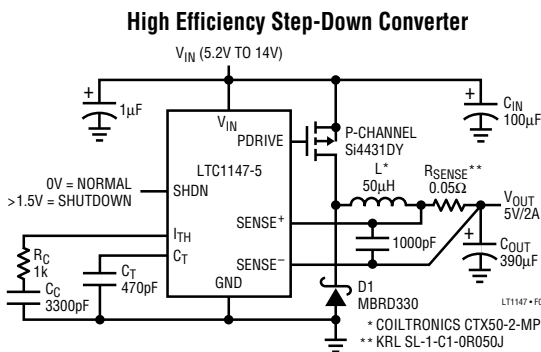 High Efficiency Step-Down Converter
VIN (5.2V TO 14V)
+
1µF
VIN
PDRIVE
P-CHANNEL
Si4431DY
+
CIN
100µF
LTC1147-5
0V = NORMAL
>1.5V = SHUTDOWN
SHDN
L*
50µH
RSENSE**
0.05Ω
VOUT
5V/2A
SENSE+
ITH
RC
1k
CT
CT
470pF
1000pF
SENSE–
+
COUT
390µF
CC
3300pF
GND
D1
MBRD330
LT1147 • F0
* COILTRONICS CTX50-2-MP
** KRL SL-1-C1-0R050J